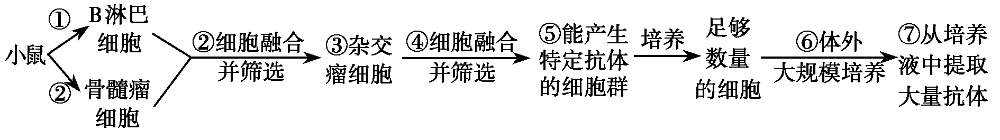 小鼠
①
B淋巴
细胞
②
骨髓瘤
细胞
②细胞融合
并筛选
③杂交
瘤细胞
④细胞融合
并筛选
⑤能产生
特定抗体
的细胞群
培养
足够
数量
的细胞
⑥体外
大规模培养
⑦从培养
液中提取
大量抗体